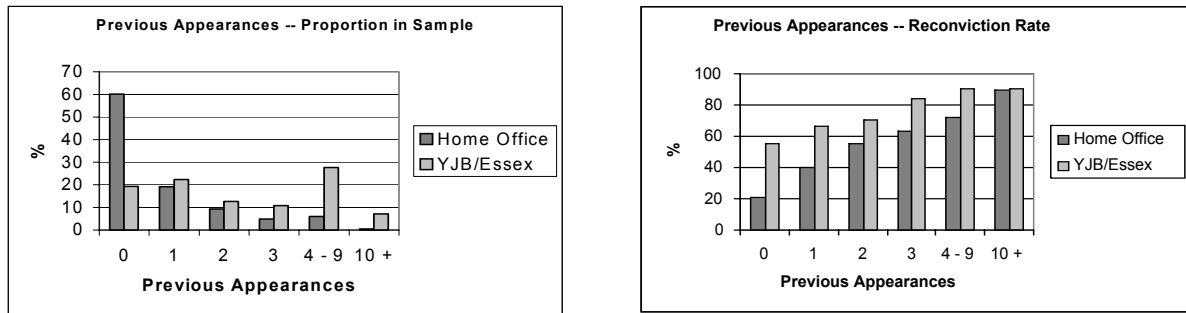 Previous Appearances -- Proportion in Sample
70
60
50
40
30
20
10
0
%
0 1 2 3 4 - 9 10 +
Previous Appearances
Home Office
YJB/Essex
Previous Appearances -- Reconviction Rate
100
80
60
40
20
0
%
0 1 2 3 4 - 9 10 +
Previous Appearances
Home Office
YJB/Essex